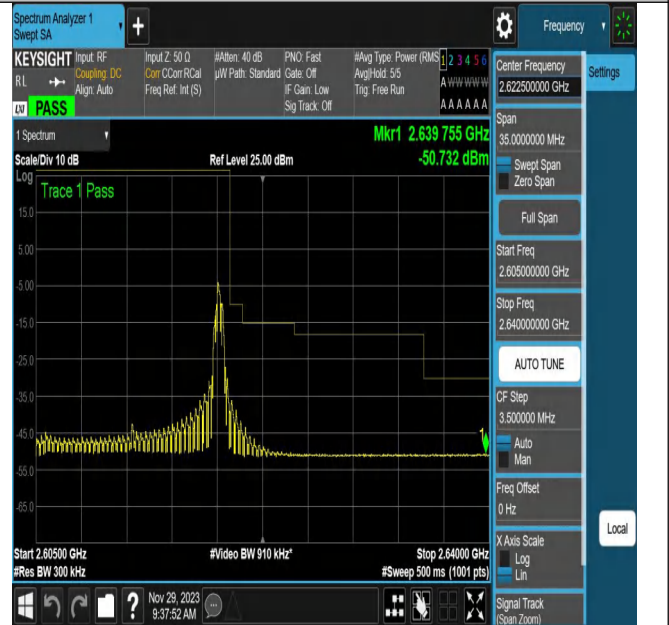 Spectrum Analyzer 1
Swept SA
+
Frequency
KEYSIGHT
RL
LXI PASS
Input: RF
Coupling: DC
Align: Auto
Input Z: 50 Ω
Corr CCorr RCal
Freq Ref: Int (S)
#Atten: 40 dB
µW Path: Standard
PNO: Fast
Gate: Off
IF Gain: Low
Sig Track: Off
#Avg Type: Power (RMS
Avg|Hold: 5/5
Trig: Free Run
1 2 3 4 5 6
A W W W W W
A A A A A A
1 Spectrum
Scale/Div 10 dB
Ref Level 25.00 dBm
Mkr1 2.639 755 GHz
-50.732 dBm
Log
Trace 1 Pass
15.0
5.00
-5.00
-15.0
-25.0
-35.0
-45.0
-55.0
-65.0
1
Start 2.60500 GHz
#Res BW 300 kHz
#Video BW 910 kHz*
Stop 2.64000 GHz
#Sweep 500 ms (1001 pts)
Nov 29, 2023
9:37:52 AM
Center Frequency
2.622500000 GHz
Settings
Span
35.0000000 MHz
Swept Span
Zero Span
Full Span
Start Freq
2.605000000 GHz
Stop Freq
2.640000000 GHz
AUTO TUNE
CF Step
3.500000 MHz
Auto
Man
Freq Offset
0 Hz
X Axis Scale
Log
Lin
Local
Signal Track
(Span Zoom)